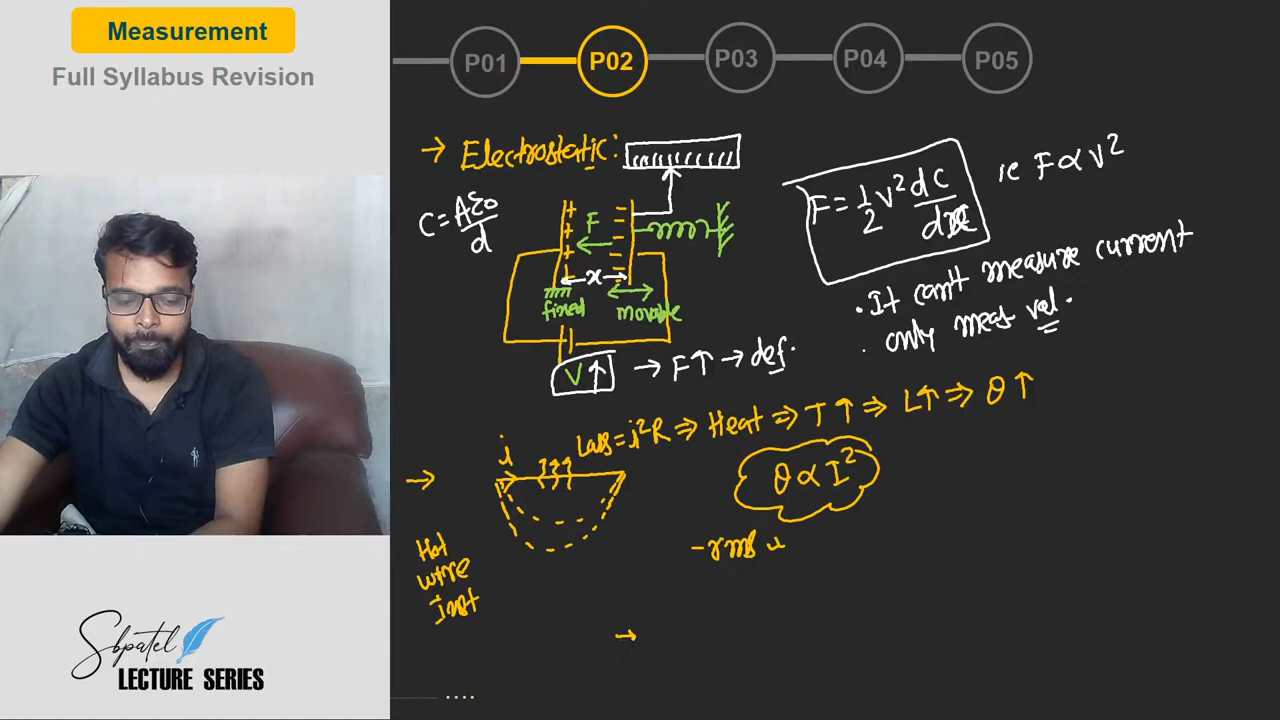 Measurement
Full Syllabus Revision
P01
P02
P03
P04
P05
→ Electrostatic:
C = Aε₀/d
+ + + +
- - - - - -
F
x
fixed
movable
V↑ → F↑ → def.
F = 1/2 V² dC/dx
ie F ∝ V²
. It can't measure current
. only meas vol.
→
Hot
wire
Inst
i
Loss = i²R ⇒ Heat ⇒ T↑ ⇒ L↑ ⇒ θ↑
θ ∝ I²
- rms
→
Sbpatel
LECTURE SERIES
....